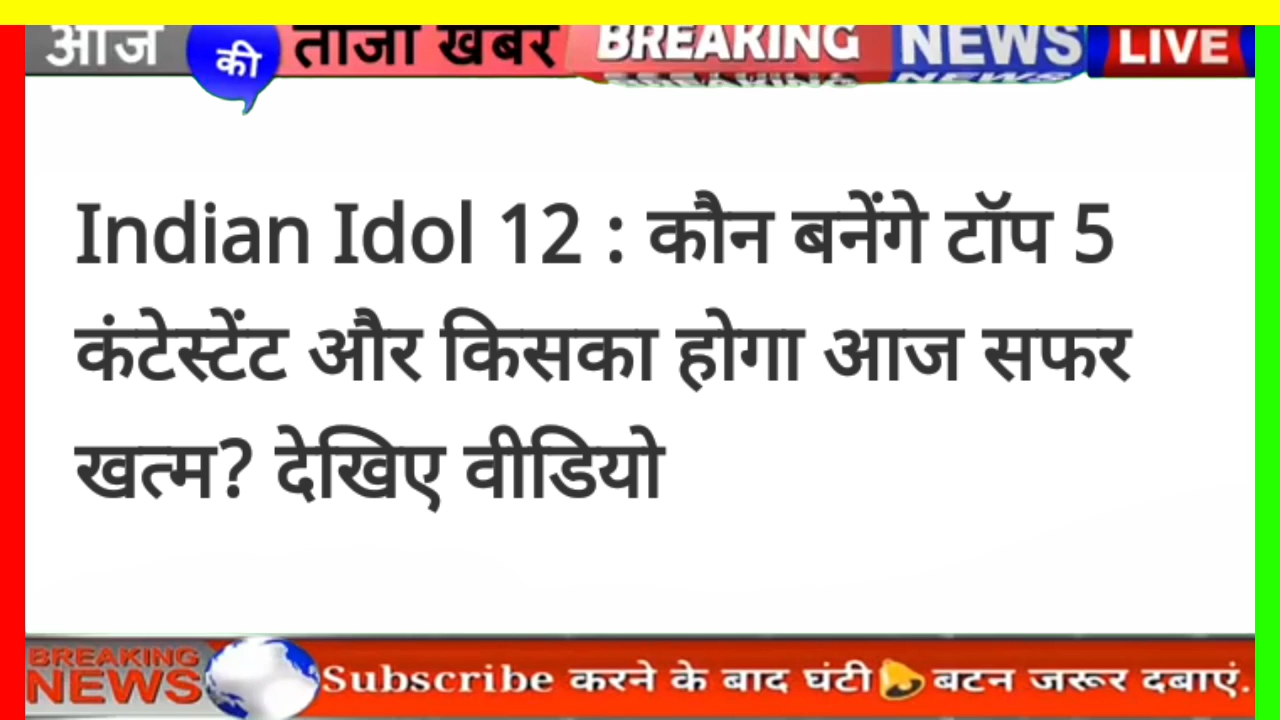 आज की ताजा खबर BREAKING NEWS LIVE
Indian Idol 12 : कौन बनेंगे टॉप 5
कंटेस्टेंट और किसका होगा आज सफर
खत्म? देखिए वीडियो
BREAKING
NEWS
Subscribe करने के बाद घंटी बटन जरूर दबाएं.